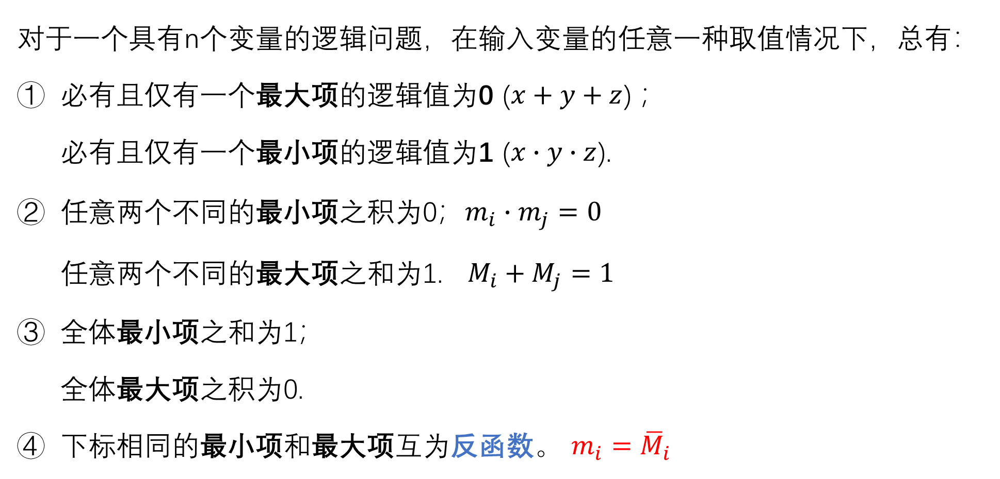 对于一个具有n个变量的逻辑问题，在输入变量的任意一种取值情况下，总有：
① 必有且仅有一个最大项的逻辑值为0 (x + y + z)；
必有且仅有一个最小项的逻辑值为1 (x · y · z).
② 任意两个不同的最小项之积为0；m_i · m_j = 0
任意两个不同的最大项之和为1. M_i + M_j = 1
③ 全体最小项之和为1；
全体最大项之积为0.
④ 下标相同的最小项和最大项互为反函数。 m_i = M̅_i